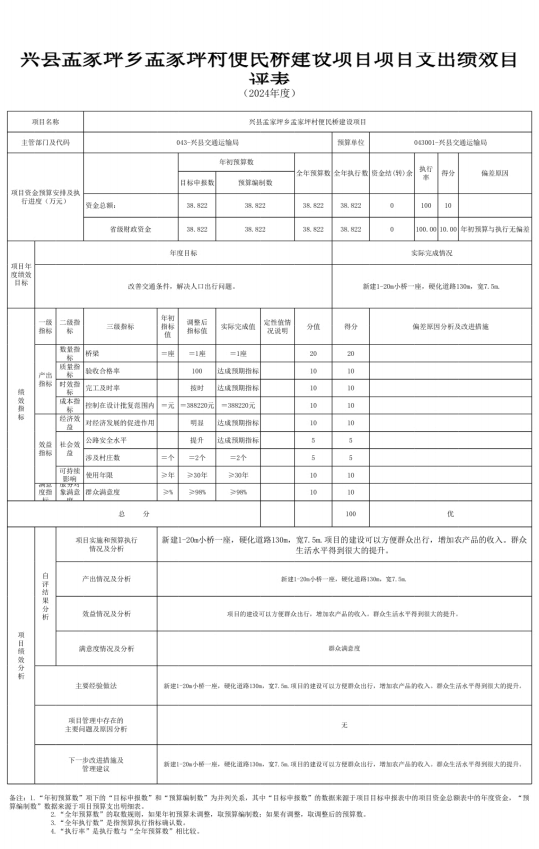 兴县孟家坪乡孟家坪村便民桥建设项目项目支出绩效自
评表
（2024年度）
项目名称 兴县孟家坪乡孟家坪村便民桥建设项目
主管部门及代码 043-兴县交通运输局 预算单位 043001-兴县交通运输局
项目资金预算安排及执行进度（万元） 年初预算数 全年预算数 全年执行数 资金结(转)余 执行率 得分 偏差原因
目标申报数 预算编制数
资金总额: 38.822 38.822 38.822 38.822 0 100 10
省级财政资金 38.822 38.822 38.822 38.822 0 100.00 10.00 年初预算与执行无偏差
项目年度绩效目标 年度目标 实际完成情况
改善交通条件，解决人口出行问题。 新建1-20m小桥一座，硬化道路130m，宽7.5m.
绩效指标 一级指标 二级指标 三级指标 年初指标值 调整后指标值 实际完成值 定性值情况说明 分值 得分 偏差原因分析及改进措施
产出指标 数量指标 桥梁 =座 =1座 =1座 20 20
质量指标 验收合格率 100 达成预期指标 10 10
时效指标 完工及时率 按时 达成预期指标 10 10
成本指标 控制在设计批复范围内 =元 =388220元 =388220元 10 10
效益指标 经济效益 对经济发展的促进作用 明显 达成预期指标 10 10
社会效益 公路安全水平 提升 达成预期指标 5 5
涉及村庄数 =个 =2个 =2个 5 5
可持续影响 使用年限 ≥年 ≥30年 ≥30年 10 10
满意度指标 服务对象满意度 群众满意度 ≥% ≥98% ≥98% 10 10
总 分 100 优
项目绩效分析 自评结果分析 项目实施和预算执行情况及分析 新建1-20m小桥一座，硬化道路130m，宽7.5m.项目的建设可以方便群众出行，增加农产品的收入。群众生活水平得到很大的提升。
产出情况及分析 新建1-20m小桥一座，硬化道路130m，宽7.5m.
效益情况及分析 项目的建设可以方便群众出行，增加农产品的收入。群众生活水平得到很大的提升。
满意度情况及分析 群众满意度
主要经验做法 新建1-20m小桥一座，硬化道路130m，宽7.5m.项目的建设可以方便群众出行，增加农产品的收入。群众生活水平得到很大的提升。
项目管理中存在的主要问题及原因分析 无
下一步改进措施及管理建议 新建1-20m小桥一座，硬化道路130m，宽7.5m.项目的建设可以方便群众出行，增加农产品的收入。群众生活水平得到很大的提升。
备注：1.“年初预算数”项下的“目标申报数”和“预算编制数”为并列关系，其中“目标申报数”的数据来源于项目目标申报表中的项目资金总额表中的年度资金，“预
算编制数”数据来源于项目预算支出明细表。
2.“全年预算数”的取数规则，如果年初预算未调整，取预算编制数；如果有调整，取调整后的预算数。
3.“全年执行数”是指预算执行指标确认数。
4.“执行率”是执行数与“全年预算数”相比较。